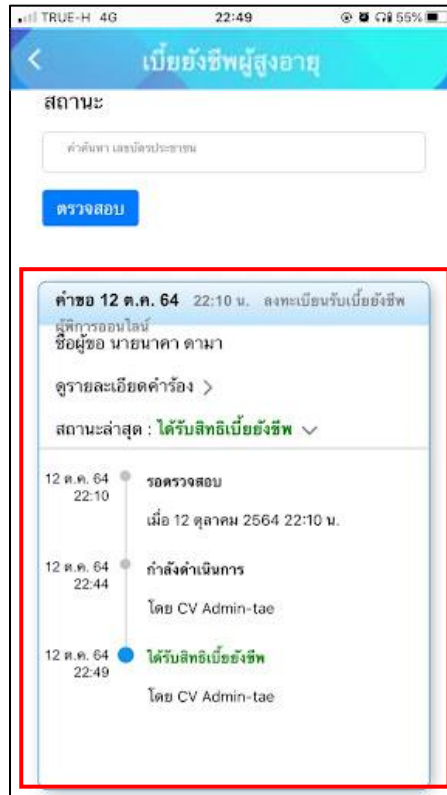 TRUE-H 4G 22:49 55%
เบี้ยยังชีพผู้สูงอายุ
สถานะ
คำค้นหา เลขบัตรประชาชน
ตรวจสอบ
คำขอ 12 ต.ค. 64 22:10 น. ลงทะเบียนรับเบี้ยยังชีพ
ผู้พิการออนไลน์
ชื่อผู้ขอ นายนาคา ดามา
ดูรายละเอียดคำร้อง >
สถานะล่าสุด : ได้รับสิทธิเบี้ยยังชีพ
12 ต.ค. 64 รอตรวจสอบ
22:10
เมื่อ 12 ตุลาคม 2564 22:10 น.
12 ต.ค. 64 กำลังดำเนินการ
22:44
โดย CV Admin-tae
12 ต.ค. 64 ได้รับสิทธิเบี้ยยังชีพ
22:49
โดย CV Admin-tae